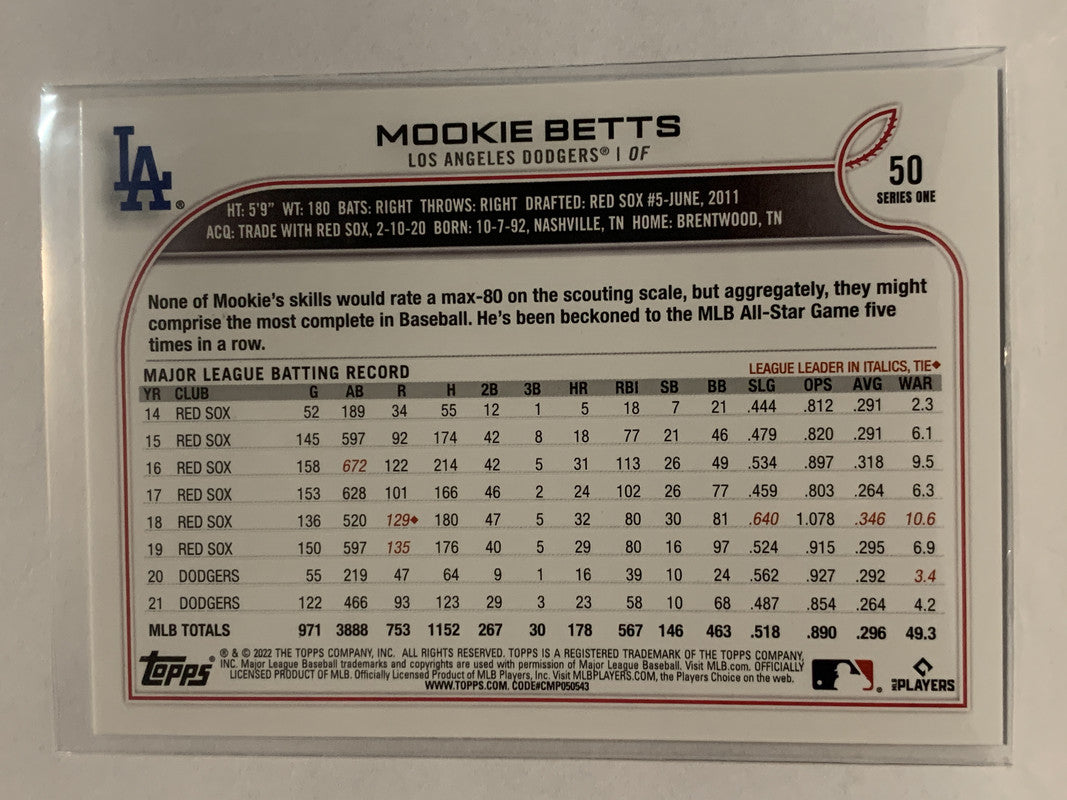 LA®
MOOKIE BETTS
LOS ANGELES DODGERS® | OF
50
SERIES ONE
HT: 5'9" WT: 180 BATS: RIGHT THROWS: RIGHT DRAFTED: RED SOX #5-JUNE, 2011
ACQ: TRADE WITH RED SOX, 2-10-20 BORN: 10-7-92, NASHVILLE, TN HOME: BRENTWOOD, TN
None of Mookie's skills would rate a max-80 on the scouting scale, but aggregately, they might
comprise the most complete in Baseball. He's been beckoned to the MLB All-Star Game five
times in a row.
MAJOR LEAGUE BATTING RECORD LEAGUE LEADER IN ITALICS, TIE◆
YR CLUB G AB R H 2B 3B HR RBI SB BB SLG OPS AVG WAR
14 RED SOX 52 189 34 55 12 1 5 18 7 21 .444 .812 .291 2.3
15 RED SOX 145 597 92 174 42 8 18 77 21 46 .479 .820 .291 6.1
16 RED SOX 158 672 122 214 42 5 31 113 26 49 .534 .897 .318 9.5
17 RED SOX 153 628 101 166 46 2 24 102 26 77 .459 .803 .264 6.3
18 RED SOX 136 520 129◆ 180 47 5 32 80 30 81 .640 1.078 .346 10.6
19 RED SOX 150 597 135 176 40 5 29 80 16 97 .524 .915 .295 6.9
20 DODGERS 55 219 47 64 9 1 16 39 10 24 .562 .927 .292 3.4
21 DODGERS 122 466 93 123 29 3 23 58 10 68 .487 .854 .264 4.2
MLB TOTALS 971 3888 753 1152 267 30 178 567 146 463 .518 .890 .296 49.3
topps®
® & © 2022 THE TOPPS COMPANY, INC. ALL RIGHTS RESERVED. TOPPS IS A REGISTERED TRADEMARK OF THE TOPPS COMPANY,
INC. Major League Baseball trademarks and copyrights are used with permission of Major League Baseball. Visit MLB.com. OFFICIALLY
LICENSED PRODUCT OF MLB. Officially Licensed Product of MLB Players, Inc. Visit MLBPLAYERS.COM, the Players Choice on the web.
WWW.TOPPS.COM. CODE#CMP050543
MLB PLAYERS